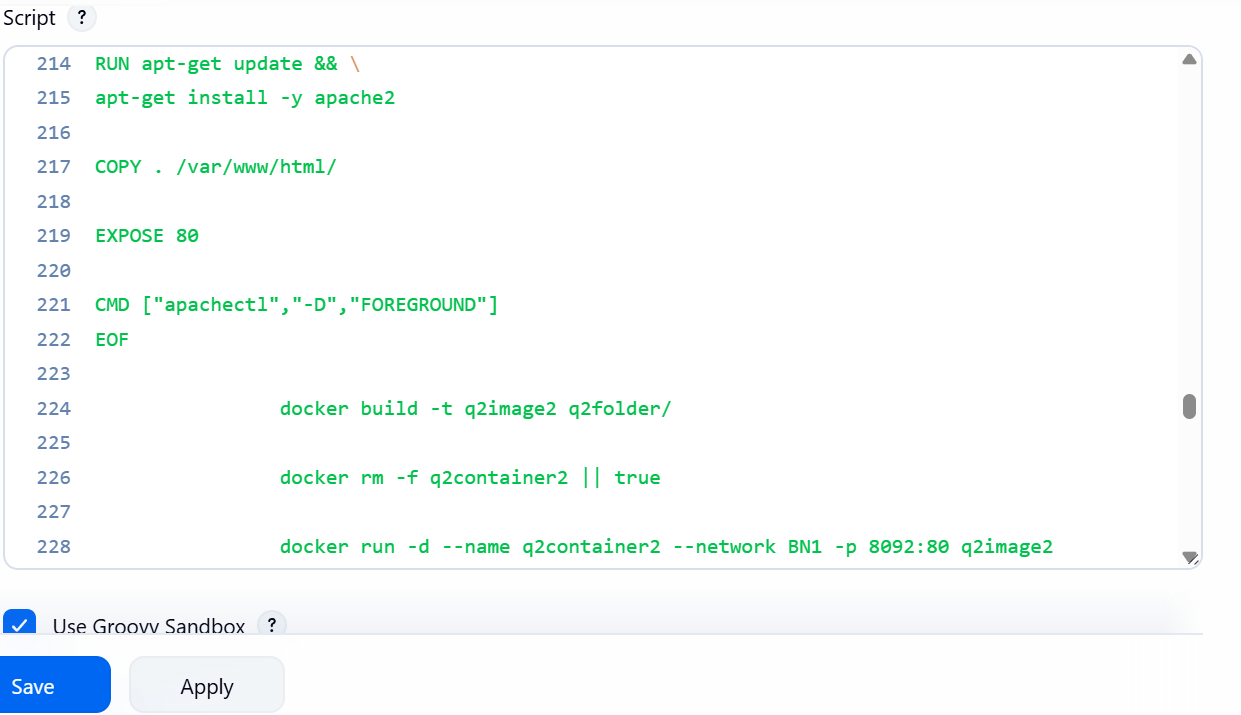 Script ?
214 RUN apt-get update && \
215 apt-get install -y apache2
216
217 COPY . /var/www/html/
218
219 EXPOSE 80
220
221 CMD ["apachectl","-D","FOREGROUND"]
222 EOF
223
224 docker build -t q2image2 q2folder/
225
226 docker rm -f q2container2 || true
227
228 docker run -d --name q2container2 --network BN1 -p 8092:80 q2image2
Use Groovy Sandbox ?
Save Apply